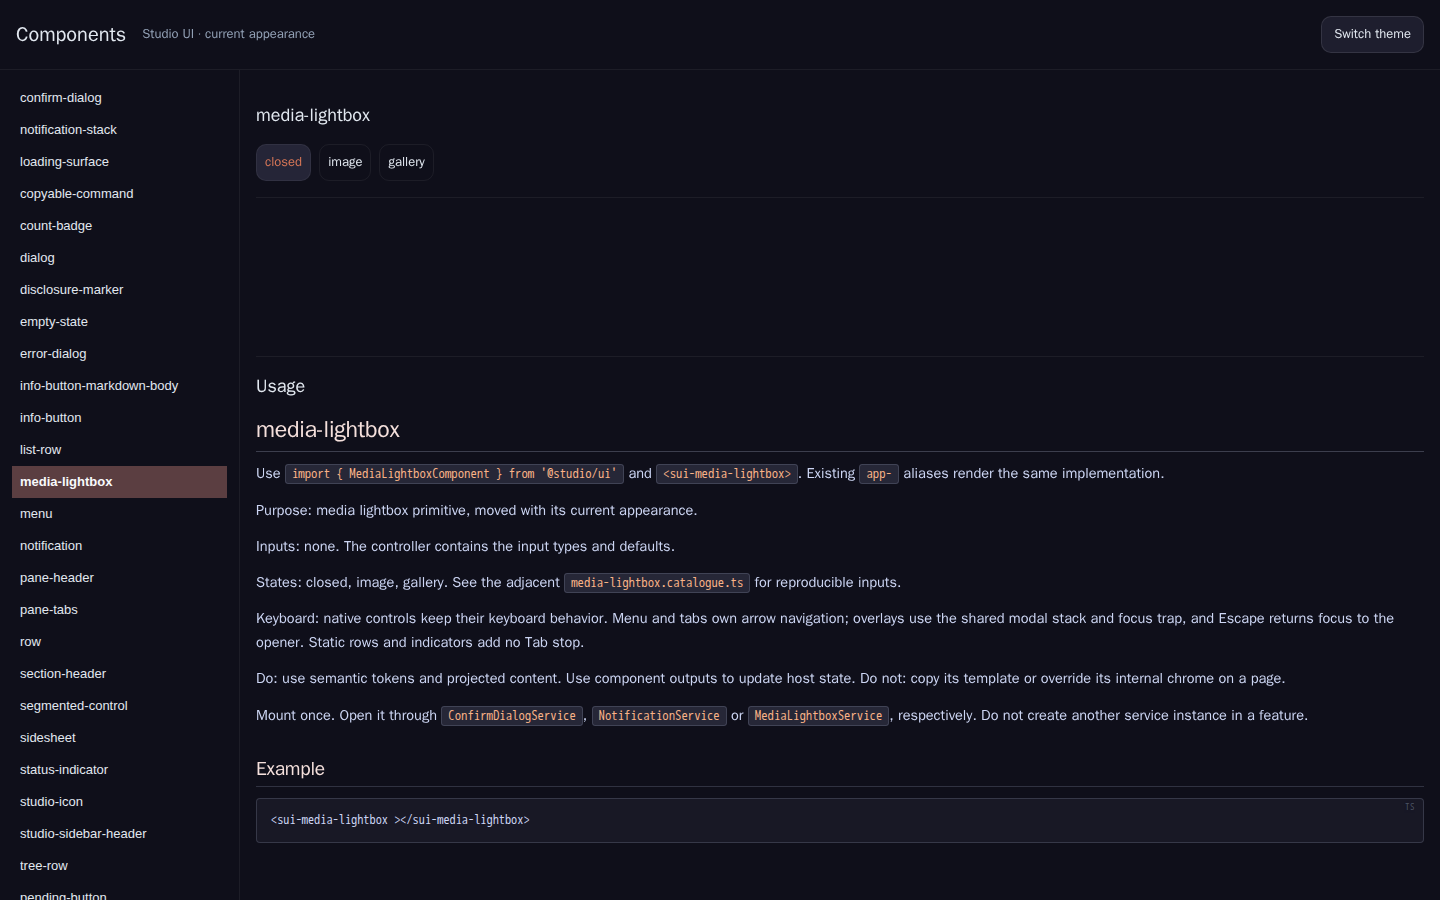 Components
Studio UI · current appearance
Switch theme
confirm-dialog
notification-stack
loading-surface
copyable-command
count-badge
dialog
disclosure-marker
empty-state
error-dialog
info-button-markdown-body
info-button
list-row
media-lightbox
menu
notification
pane-header
pane-tabs
row
section-header
segmented-control
sidesheet
status-indicator
studio-icon
studio-sidebar-header
tree-row
pending-button
media-lightbox
closed
image
gallery
Usage
media-lightbox
Use import { MediaLightboxComponent } from '@studio/ui' and <sui-media-lightbox>. Existing app- aliases render the same implementation.
Purpose: media lightbox primitive, moved with its current appearance.
Inputs: none. The controller contains the input types and defaults.
States: closed, image, gallery. See the adjacent media-lightbox.catalogue.ts for reproducible inputs.
Keyboard: native controls keep their keyboard behavior. Menu and tabs own arrow navigation; overlays use the shared modal stack and focus trap, and Escape returns focus to the
opener. Static rows and indicators add no Tab stop.
Do: use semantic tokens and projected content. Use component outputs to update host state. Do not: copy its template or override its internal chrome on a page.
Mount once. Open it through ConfirmDialogService, NotificationService or MediaLightboxService, respectively. Do not create another service instance in a feature.
Example
TS
<sui-media-lightbox ></sui-media-lightbox>